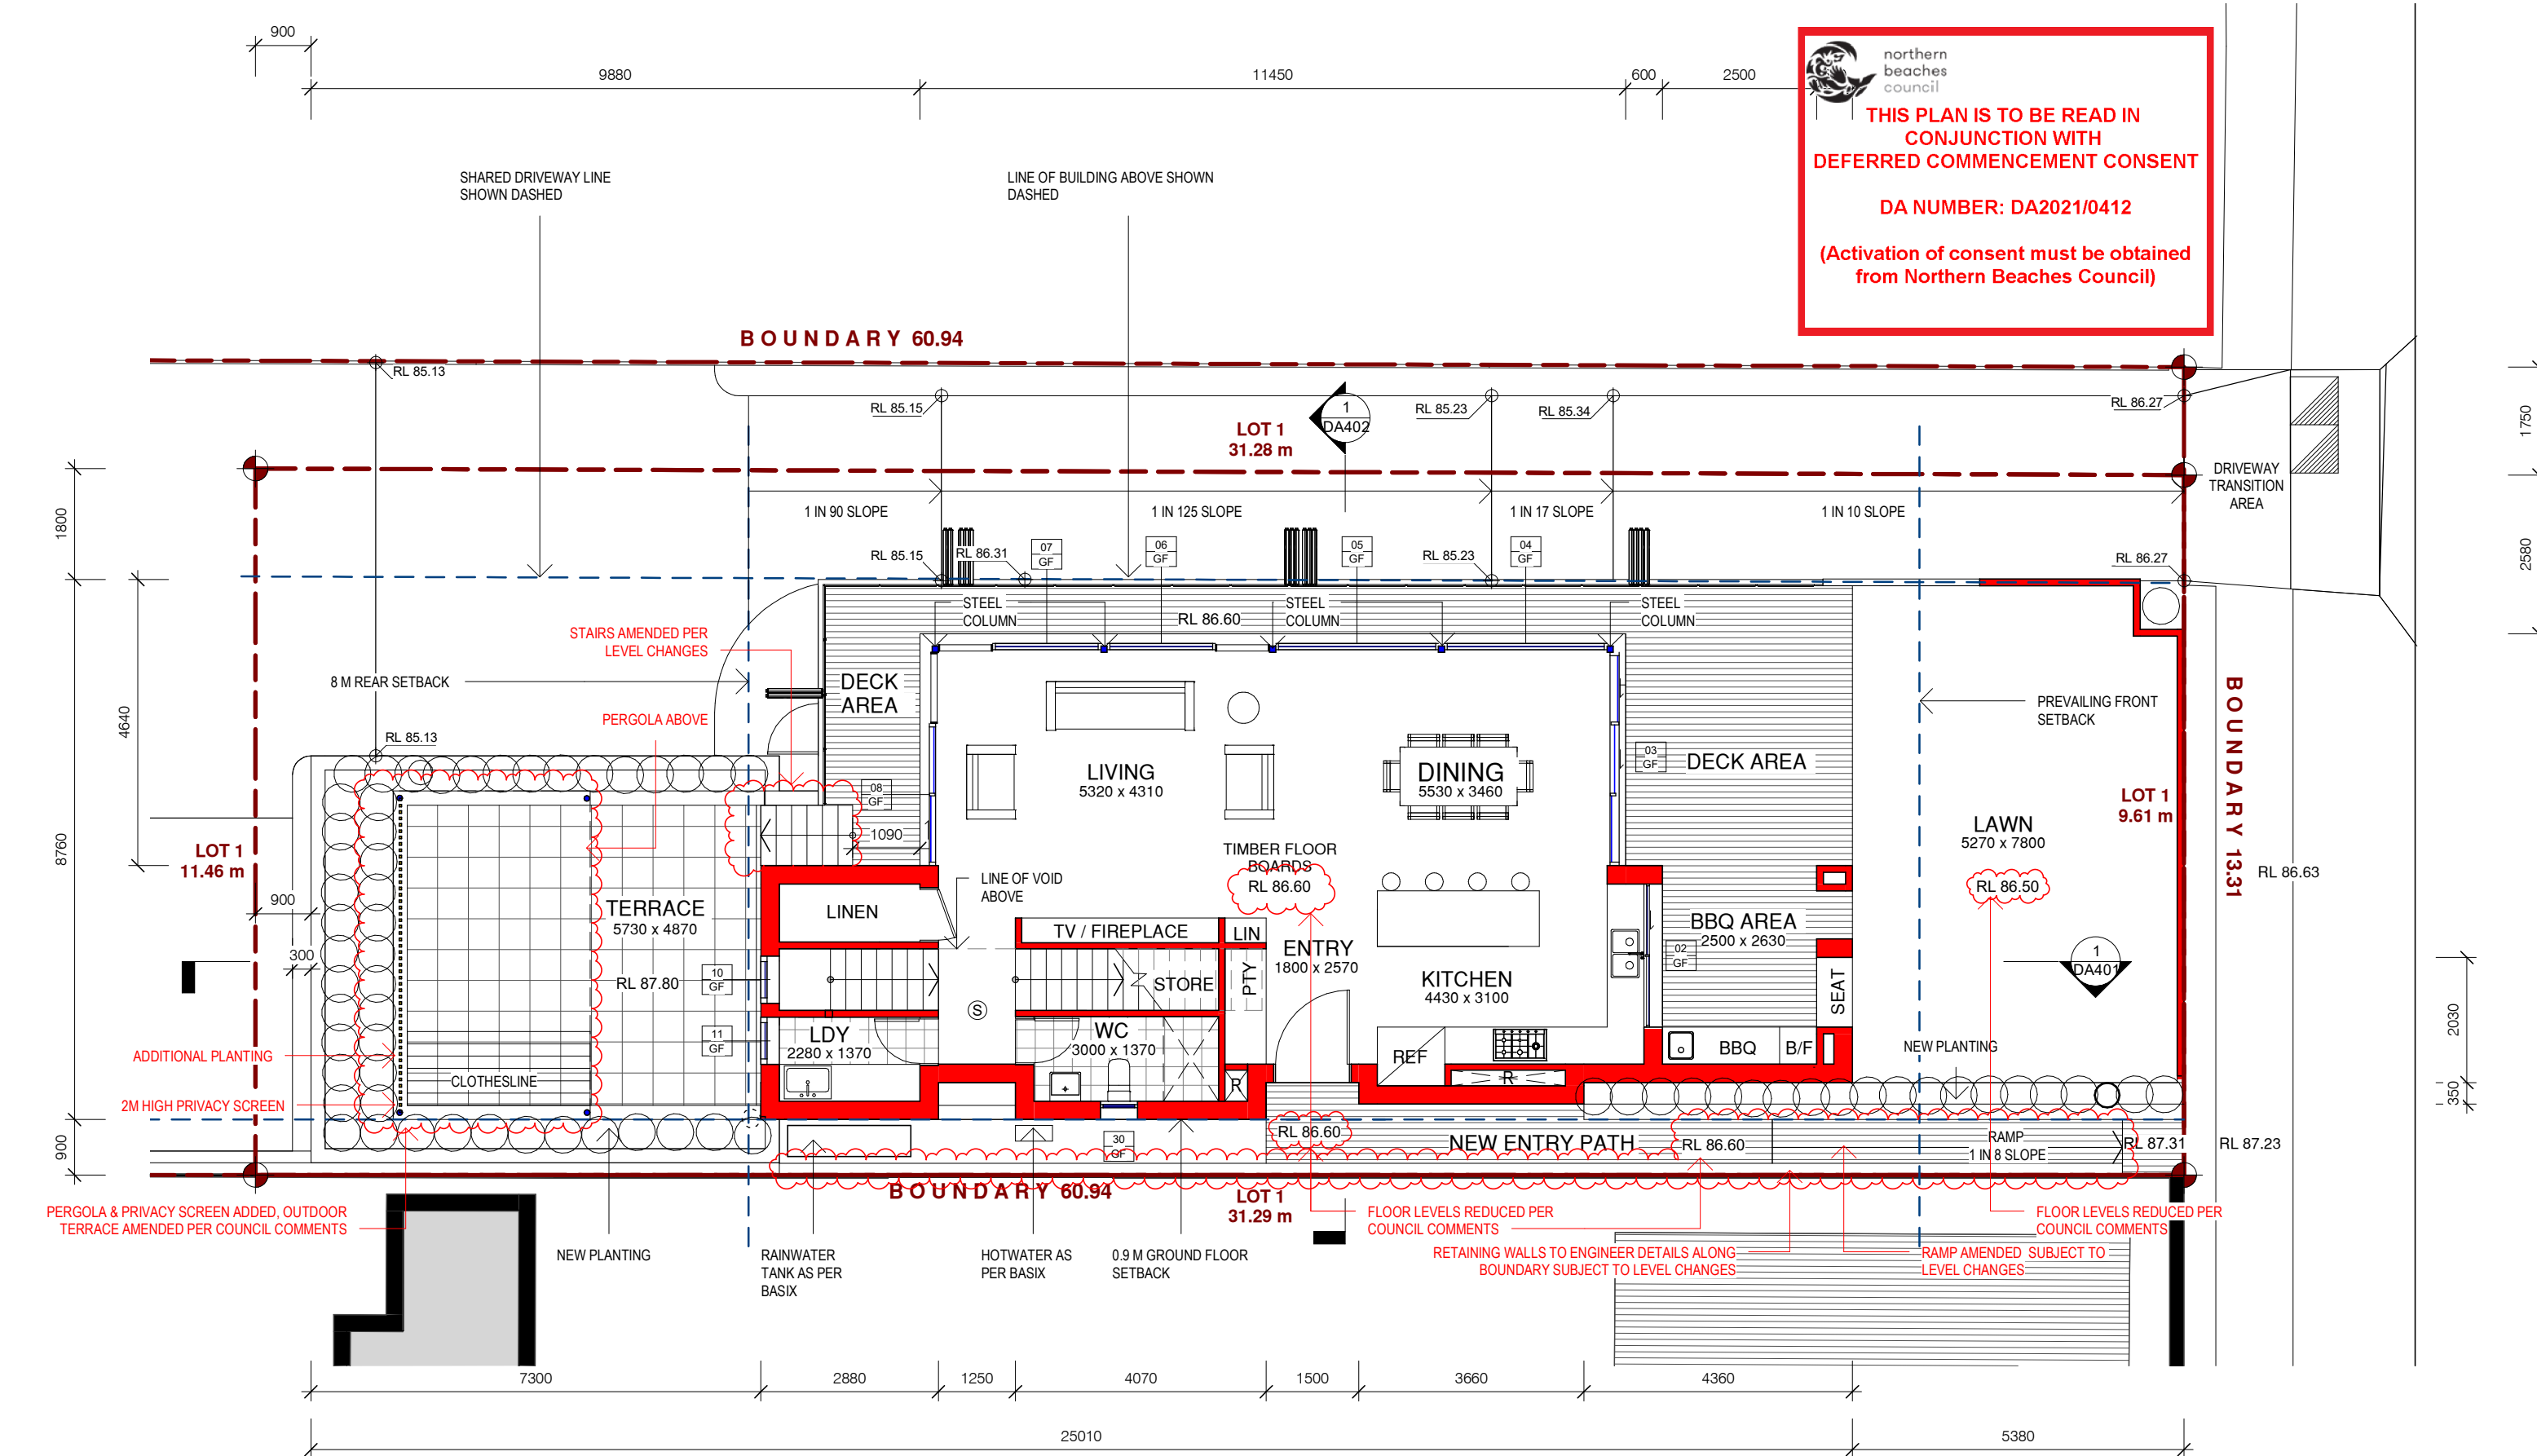 900
9880
11450
600
2500
northern
beaches
council
THIS PLAN IS TO BE READ IN
CONJUNCTION WITH
DEFERRED COMMENCEMENT CONSENT
DA NUMBER: DA2021/0412
(Activation of consent must be obtained
from Northern Beaches Council)
SHARED DRIVEWAY LINE
SHOWN DASHED
LINE OF BUILDING ABOVE SHOWN
DASHED
BOUNDARY 60.94
RL 85.13
RL 85.15
1
DA402
RL 85.23
RL 85.34
RL 86.27
1750
LOT 1
31.28 m
DRIVEWAY
TRANSITION
AREA
1800
1 IN 90 SLOPE
1 IN 125 SLOPE
1 IN 17 SLOPE
1 IN 10 SLOPE
2580
RL 85.15
RL 86.31
07
GF
06
GF
05
GF
RL 85.23
04
GF
RL 86.27
STEEL
COLUMN
RL 86.60
STEEL
COLUMN
STEEL
COLUMN
STAIRS AMENDED PER
LEVEL CHANGES
8 M REAR SETBACK
DECK
AREA
PREVAILING FRONT
SETBACK
BOUNDARY 13.31
4640
PERGOLA ABOVE
RL 85.13
03
GF
DECK AREA
LIVING
5320 x 4310
DINING
5530 x 3460
08
GF
LOT 1
9.61 m
LAWN
5270 x 7800
8760
1090
LOT 1
11.46 m
TIMBER FLOOR
BOARDS
RL 86.60
LINE OF VOID
ABOVE
RL 86.50
RL 86.63
900
TERRACE
5730 x 4870
LINEN
TV / FIREPLACE
LIN
ENTRY
1800 x 2570
BBQ AREA
2500 x 2630
02
GF
300
1
DA401
RL 87.80
10
GF
STORE
PTY
KITCHEN
4430 x 3100
SEAT
S
2030
11
GF
LDY
2280 x 1370
WC
3000 x 1370
ADDITIONAL PLANTING
CLOTHESLINE
REF
BBQ
B/F
NEW PLANTING
R
R
350
2M HIGH PRIVACY SCREEN
900
30
GF
RL 86.60
NEW ENTRY PATH
RL 86.60
RAMP
1 IN 8 SLOPE
RL 87.31
RL 87.23
BOUNDARY 60.94
LOT 1
31.29 m
PERGOLA & PRIVACY SCREEN ADDED, OUTDOOR
TERRACE AMENDED PER COUNCIL COMMENTS
FLOOR LEVELS REDUCED PER
COUNCIL COMMENTS
FLOOR LEVELS REDUCED PER
COUNCIL COMMENTS
NEW PLANTING
RAINWATER
TANK AS PER
BASIX
HOTWATER AS
PER BASIX
0.9 M GROUND FLOOR
SETBACK
RETAINING WALLS TO ENGINEER DETAILS ALONG
BOUNDARY SUBJECT TO LEVEL CHANGES
RAMP AMENDED SUBJECT TO
LEVEL CHANGES
7300
2880
1250
4070
1500
3660
4360
25010
5380